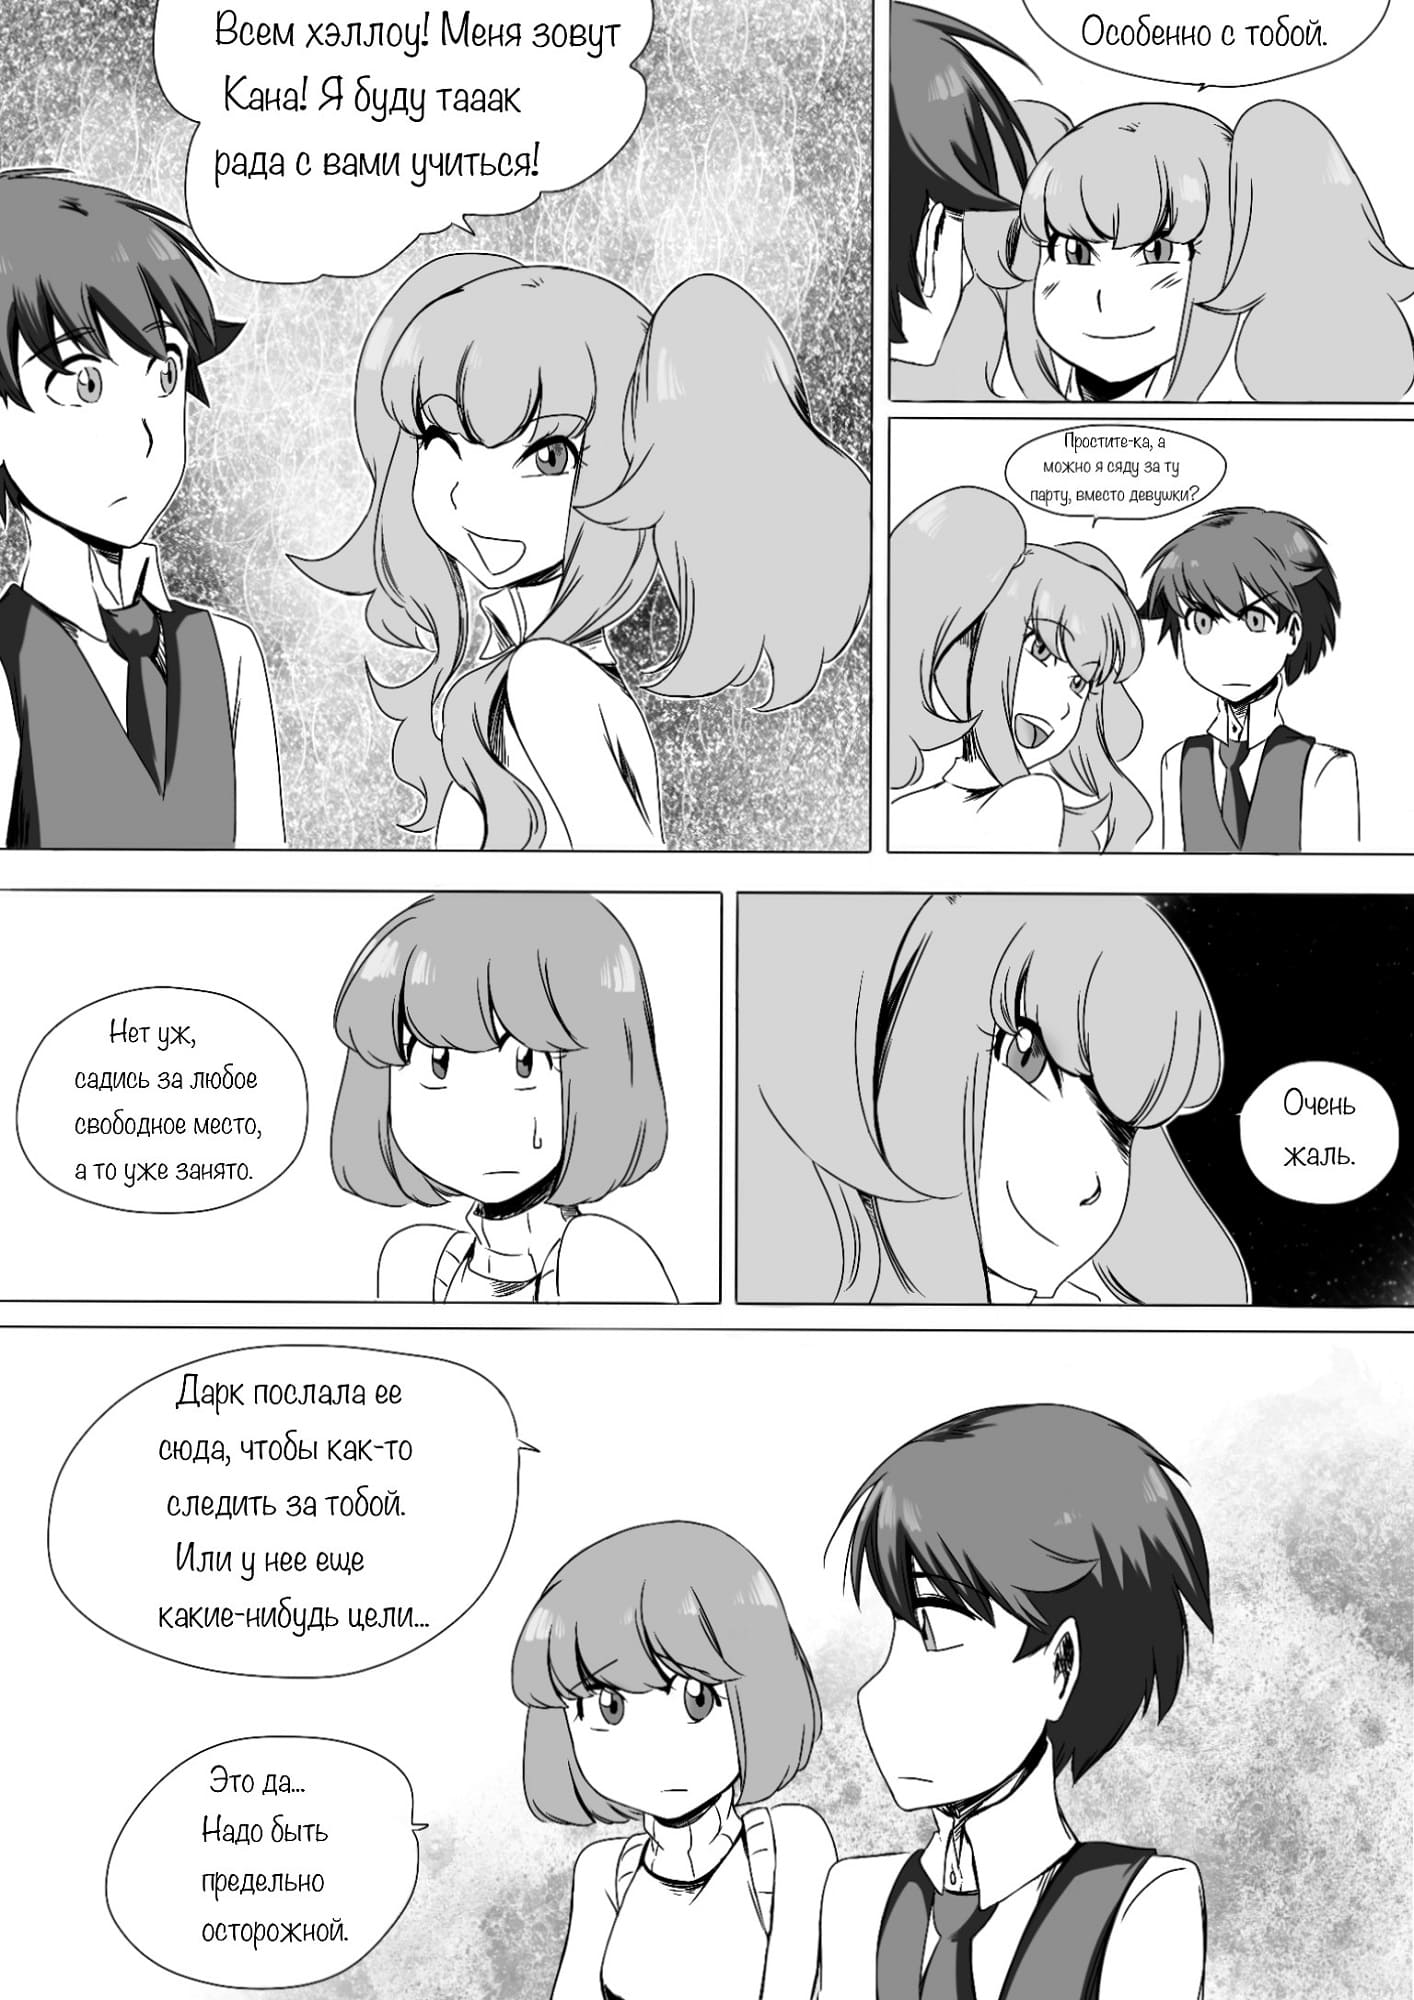 Всем хэллоу! Меня зовут
Кана! Я буду тааак
рада с вами учиться!
Особенно с тобой.
Простите-ка, а
можно я сяду за ту
парту, вместо девушки?
Нет уж,
садись за любое
свободное место,
а то уже занято.
Очень
жаль.
Дарк послала ее
сюда, чтобы как-то
следить за тобой.
Или у нее еще
какие-нибудь цели...
Это да...
Надо быть
предельно
осторожной.